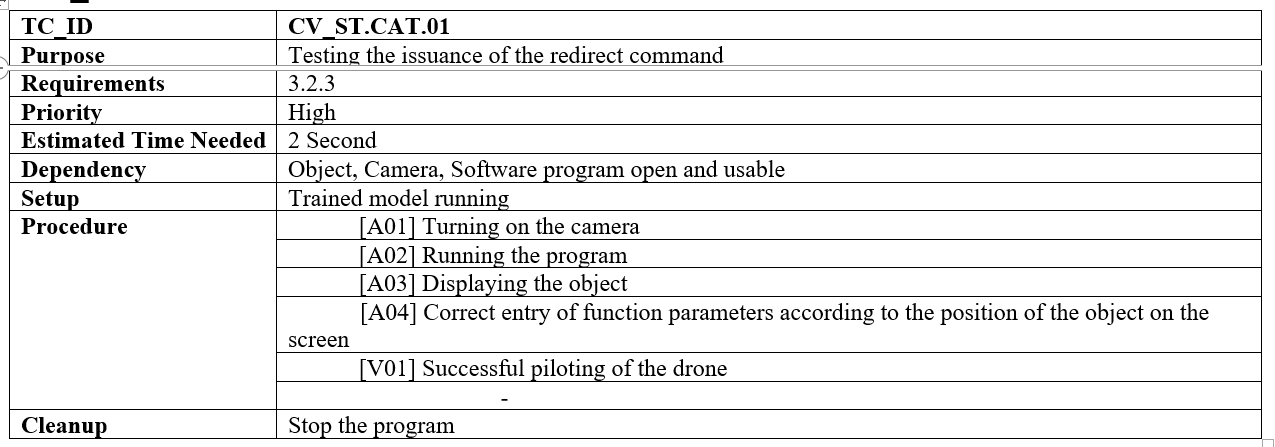 TC_ID CV_ST.CAT.01
Purpose Testing the issuance of the redirect command
Requirements 3.2.3
Priority High
Estimated Time Needed 2 Second
Dependency Object, Camera, Software program open and usable
Setup Trained model running
Procedure [A01] Turning on the camera
[A02] Running the program
[A03] Displaying the object
[A04] Correct entry of function parameters according to the position of the object on the
screen
[V01] Successful piloting of the drone
-
Cleanup Stop the program